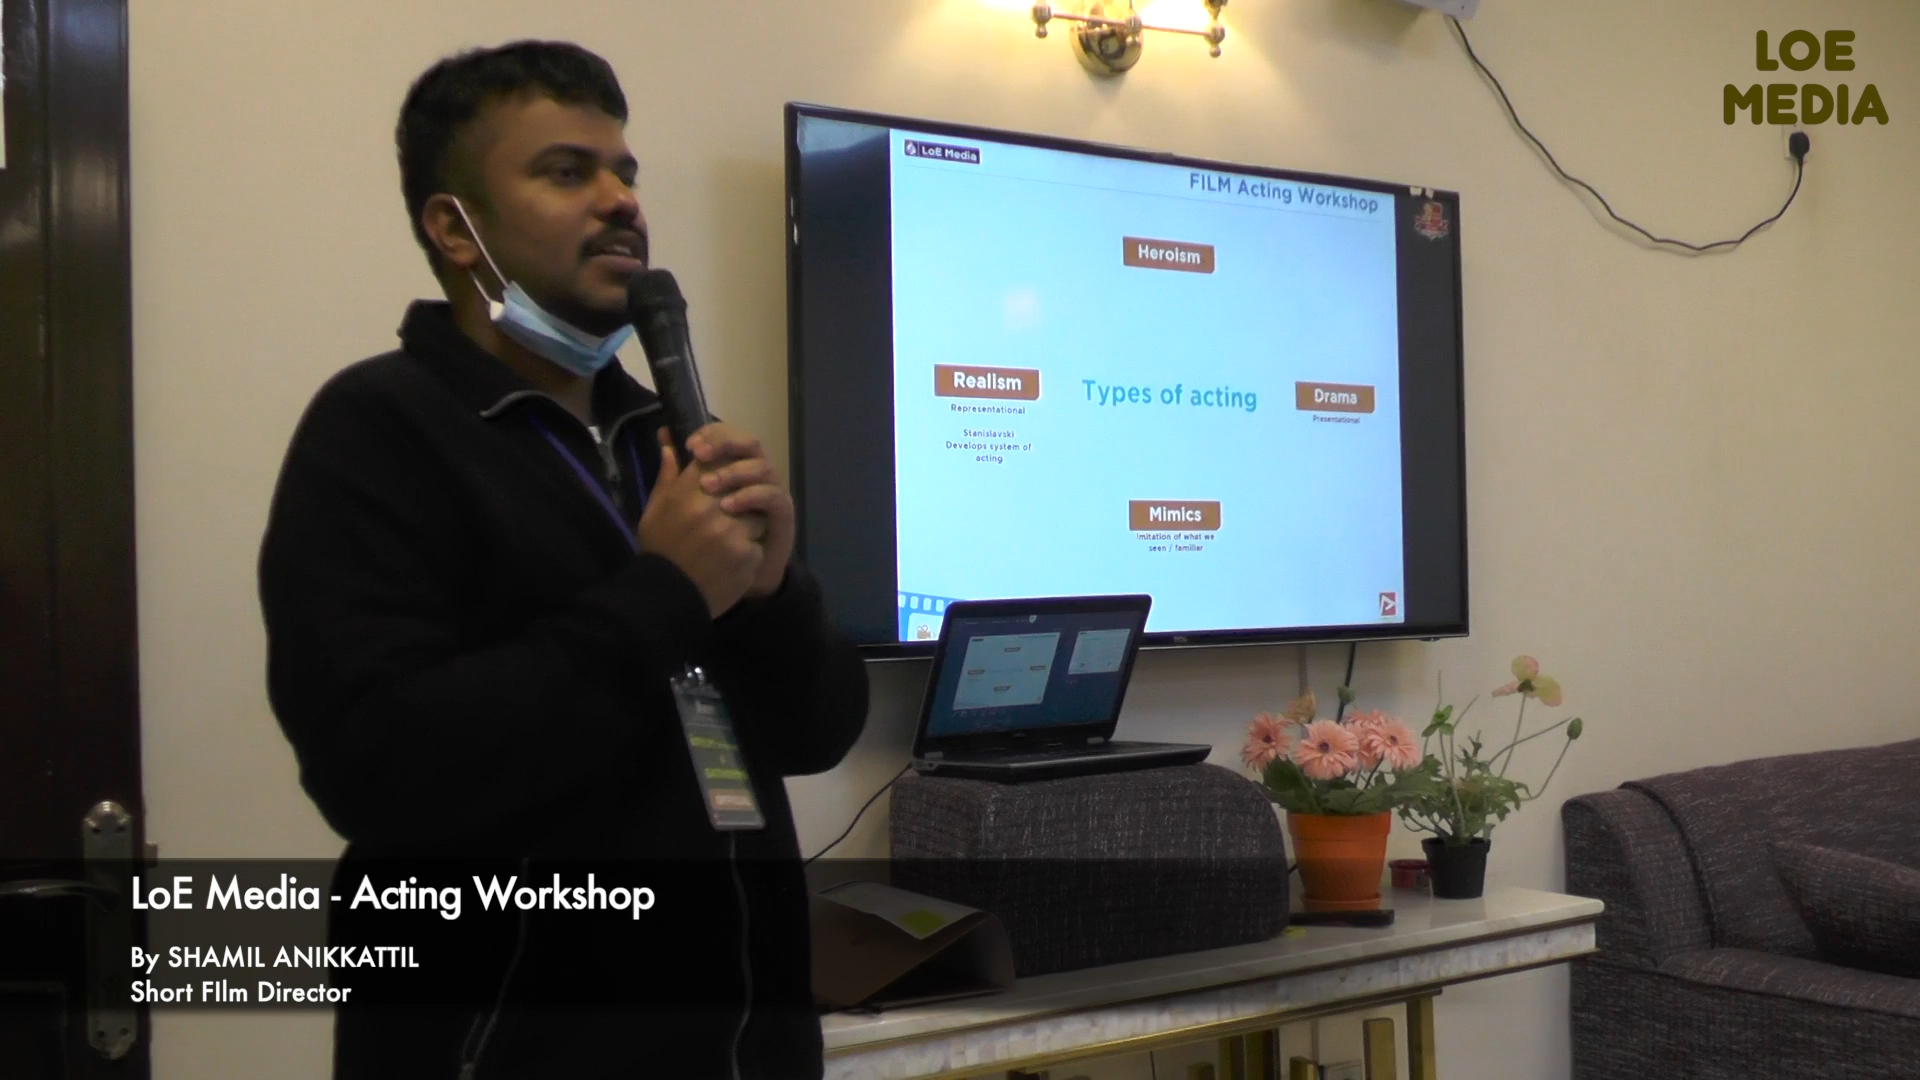 LOE
MEDIA
LoE Media
FILM Acting Workshop
Heroism
Realism
Representational
Stanislavski
Develops system of
acting
Types of acting
Drama
Presentational
Mimics
Imitation of what we
seen / familiar
LoE Media - Acting Workshop
By SHAMIL ANIKKATTIL
Short FIlm Director